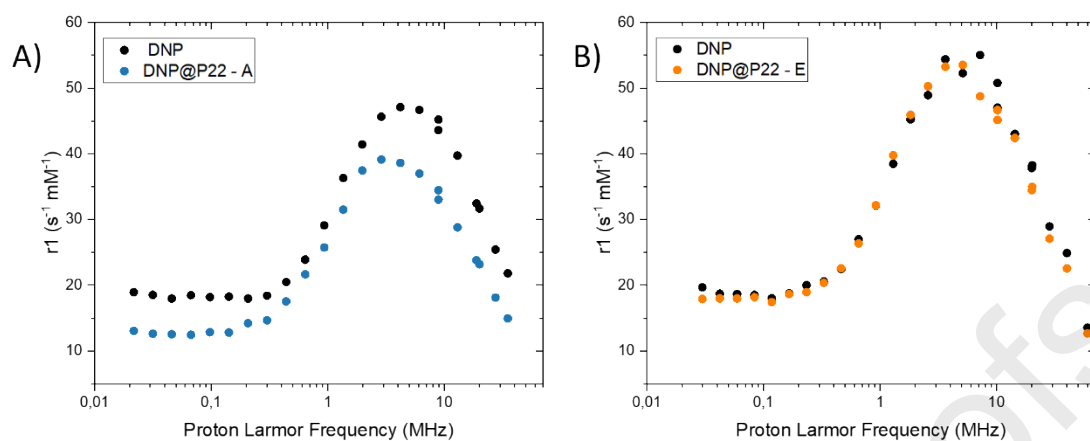 A)
60
50
40
30
20
10
r1 (s⁻¹ mM⁻¹)
DNP
DNP@P22 - A
0,01 0,1 1 10
Proton Larmor Frequency (MHz)
B)
60
50
40
30
20
10
r1 (s⁻¹ mM⁻¹)
DNP
DNP@P22 - E
0,01 0,1 1 10
Proton Larmor Frequency (MHz)
ofs